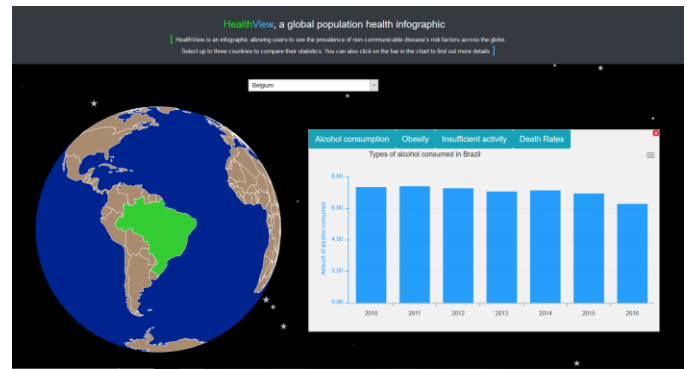 HealthView, a global population health infographic
[ HealthView is an infographic allowing users to see the prevalence of non-communicable disease's risk factors across the globe.
Select up to three countries to compare their statistics. You can also click on the bar in the chart to find out more details ]
Belgium
Alcohol consumption Obesity Insufficient activity Death Rates
Types of alcohol consumed in Brazil
Amount of alcohol consumed
8.00
6.00
4.00
2.00
0.00
2010 2011 2012 2013 2014 2015 2016